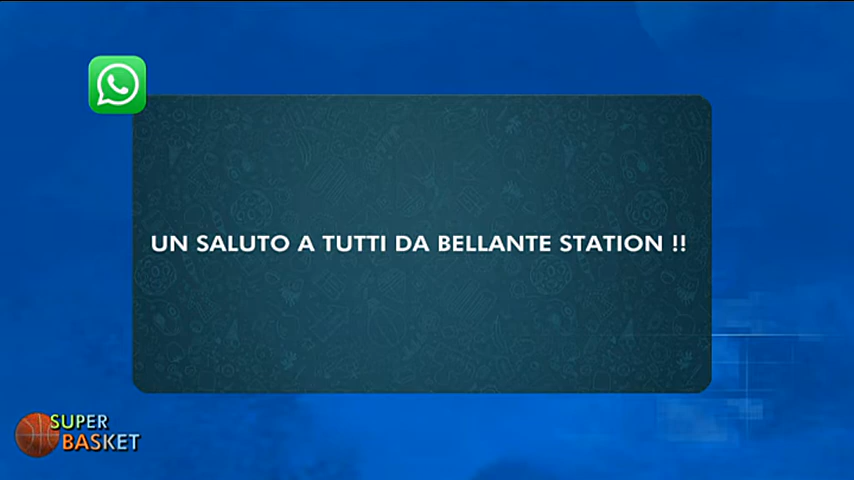 UN SALUTO A TUTTI DA BELLANTE STATION !!
SUPER
BASKET